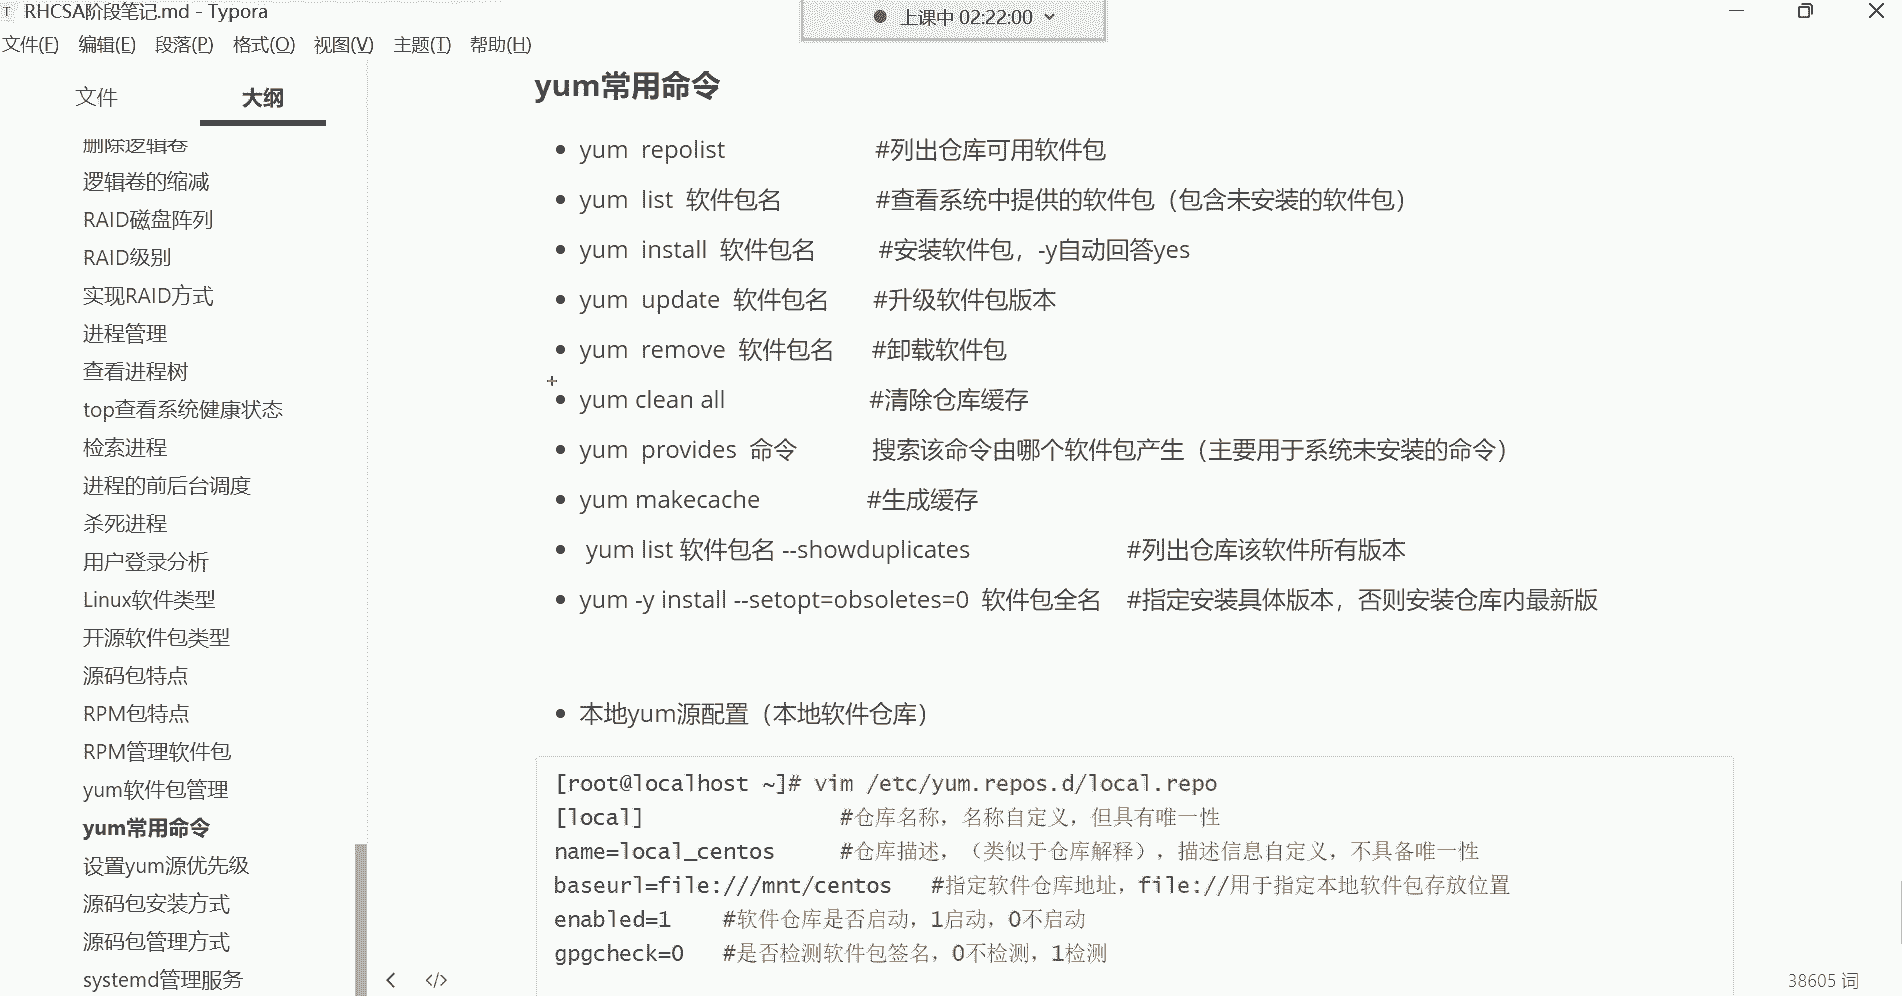 RHCSA阶段笔记.md - Typora
上课中 02:22:00
文件(F) 编辑(E) 段落(P) 格式(O) 视图(V) 主题(T) 帮助(H)
文件 大纲
删除逻辑卷
逻辑卷的缩减
RAID磁盘阵列
RAID级别
实现RAID方式
进程管理
查看进程树
top查看系统健康状态
检索进程
进程的前后台调度
杀死进程
用户登录分析
Linux软件类型
开源软件包类型
源码包特点
RPM包特点
RPM管理软件包
yum软件包管理
yum常用命令
设置yum源优先级
源码包安装方式
源码包管理方式
systemd管理服务
yum常用命令
yum repolist #列出仓库可用软件包
yum list 软件包名 #查看系统中提供的软件包（包含未安装的软件包）
yum install 软件包名 #安装软件包，-y自动回答yes
yum update 软件包名 #升级软件包版本
yum remove 软件包名 #卸载软件包
yum clean all #清除仓库缓存
yum provides 命令 搜索该命令由哪个软件包产生（主要用于系统未安装的命令）
yum makecache #生成缓存
yum list 软件包名 --showduplicates #列出仓库该软件所有版本
yum -y install --setopt=obsoletes=0 软件包全名 #指定安装具体版本，否则安装仓库内最新版
本地yum源配置（本地软件仓库）
[root@localhost ~]# vim /etc/yum.repos.d/local.repo
[local] #仓库名称，名称自定义，但具有唯一性
name=local_centos #仓库描述，（类似于仓库解释），描述信息自定义，不具备唯一性
baseurl=file:///mnt/centos #指定软件仓库地址，file://用于指定本地软件包存放位置
enabled=1 #软件仓库是否启动，1启动，0不启动
gpgcheck=0 #是否检测软件包签名，0不检测，1检测
38605 词